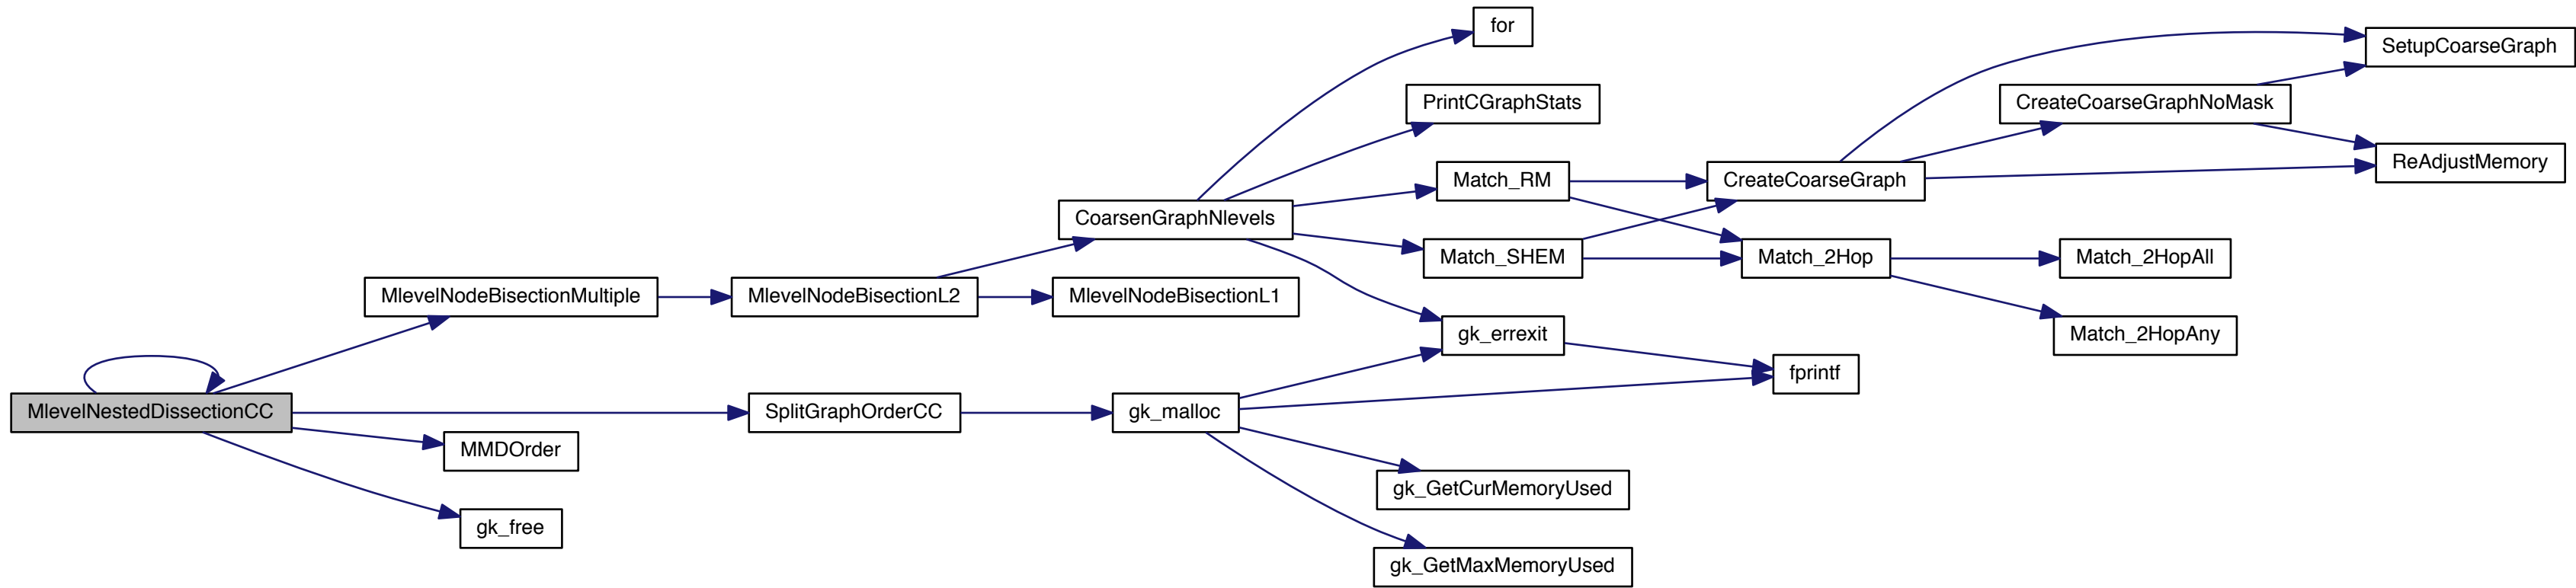 for
SetupCoarseGraph
PrintCGraphStats
CreateCoarseGraphNoMask
ReAdjustMemory
Match_RM
CreateCoarseGraph
CoarsenGraphNlevels
Match_SHEM
Match_2Hop
Match_2HopAll
MlevelNodeBisectionMultiple
MlevelNodeBisectionL2
MlevelNodeBisectionL1
gk_errexit
Match_2HopAny
fprintf
MlevelNestedDissectionCC
SplitGraphOrderCC
gk_malloc
MMDOrder
gk_GetCurMemoryUsed
gk_free
gk_GetMaxMemoryUsed